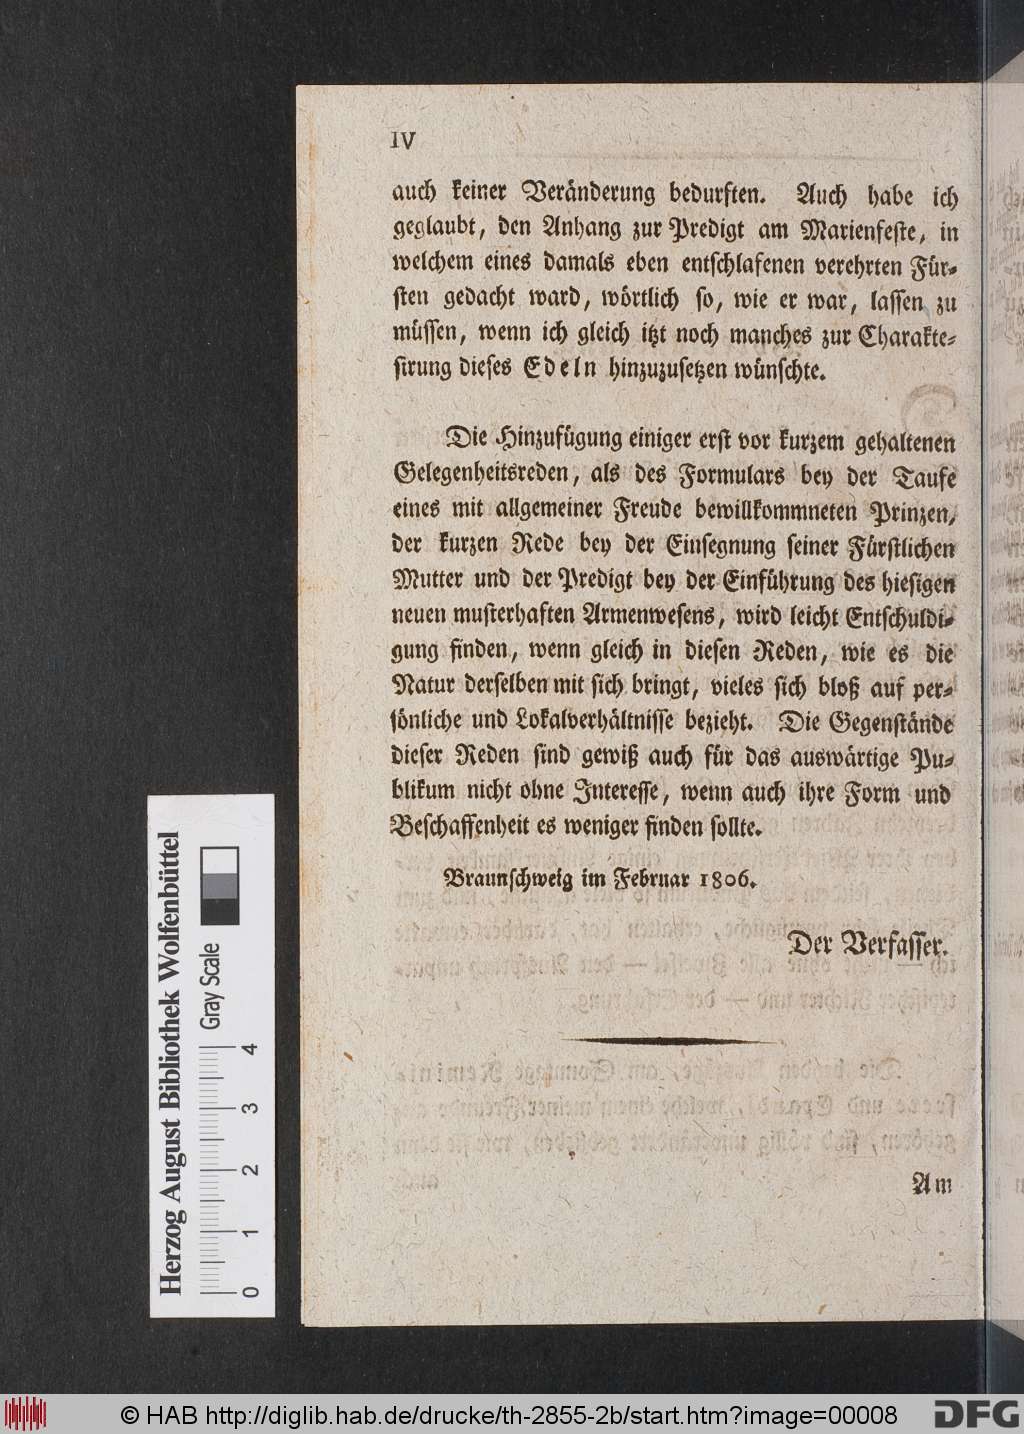 IV
auch keiner Veränderung bedurften. Auch habe ich
geglaubt, den Anhang zur Predigt am Marienfeste, in
welchem eines damals eben entschlafenen verehrten Für-
sten gedacht ward, wörtlich so, wie er war, lassen zu
müssen, wenn ich gleich itzt noch manches zur Charakte-
sirung dieses Edeln hinzuzusetzen wünschte.
Die Hinzufügung einiger erst vor kurzem gehaltenen
Gelegenheitsreden, als des Formulars bey der Taufe
eines mit allgemeiner Freude bewillkommneten Prinzen,
der kurzen Rede bey der Einsegnung seiner Fürstlichen
Mutter und der Predigt bey der Einführung des hiesigen
neuen musterhaften Armenwesens, wird leicht Entschuldi-
gung finden, wenn gleich in diesen Reden, wie es die
Natur derselben mit sich bringt, vieles sich bloß auf per-
sönliche und Lokalverhältnisse bezieht. Die Gegenstände
dieser Reden sind gewiß auch für das auswärtige Pu-
blikum nicht ohne Interesse, wenn auch ihre Form und
Beschaffenheit es weniger finden sollte.
Braunschweig im Februar 1806.
Der Verfasser.
Am
Herzog August Bibliothek Wolfenbüttel
Gray Scale
0 1 2 3 4
© HAB http://diglib.hab.de/drucke/th-2855-2b/start.htm?image=00008
DFG